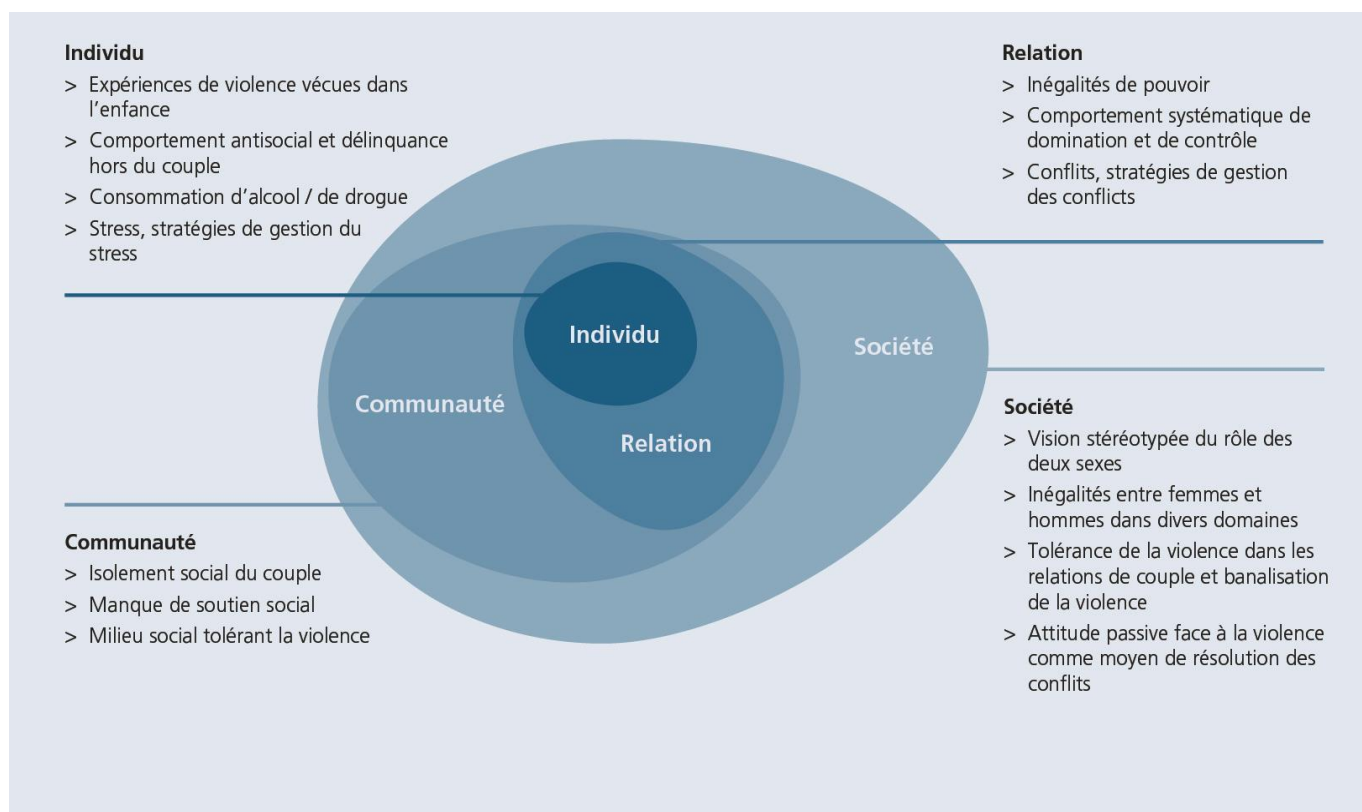 Individu
> Expériences de violence vécues dans
l’enfance
> Comportement antisocial et délinquance
hors du couple
> Consommation d’alcool / de drogue
> Stress, stratégies de gestion du
stress
Relation
> Inégalités de pouvoir
> Comportement systématique de
domination et de contrôle
> Conflits, stratégies de gestion
des conflicts
Individu
Société
Communauté
Relation
Communauté
> Isolement social du couple
> Manque de soutien social
> Milieu social tolérant la violence
Société
> Vision stéréotypée du rôle des
deux sexes
> Inégalités entre femmes et
hommes dans divers domaines
> Tolérance de la violence dans les
relations de couple et banalisation
de la violence
> Attitude passive face à la violence
comme moyen de résolution des
conflits